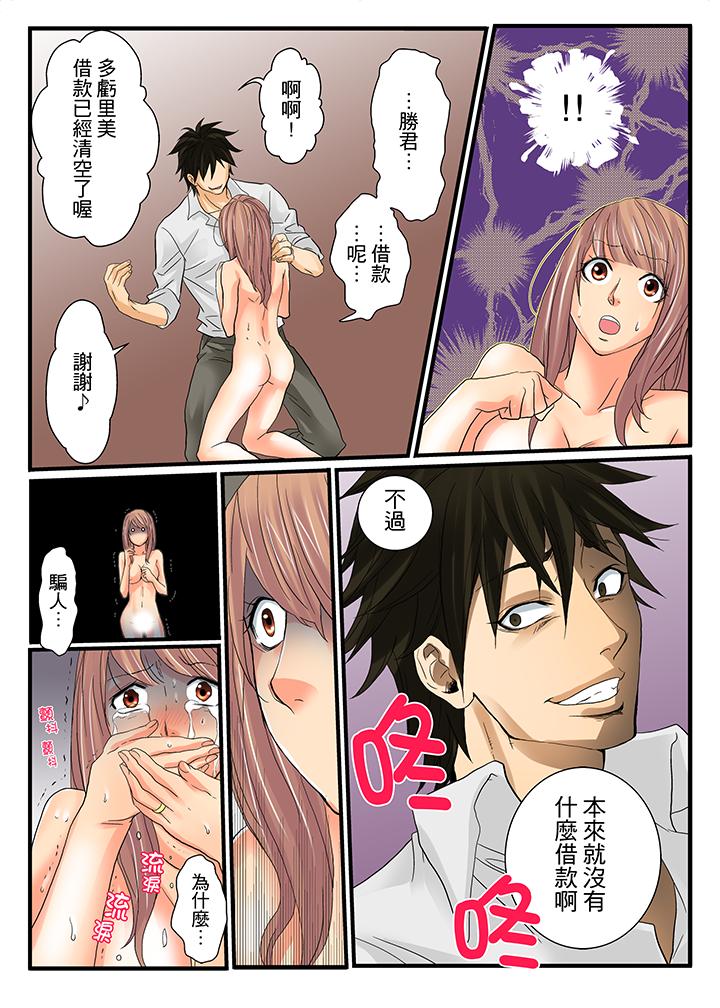 !!
…勝君…
…借款
…呢…
啊啊!
多虧里美
借款已經清空了喔
謝謝♪
不過
本來就沒有
什麼借款啊
咚
咚
騙人…
顫抖
顫抖
流淚
流淚
為什麼…